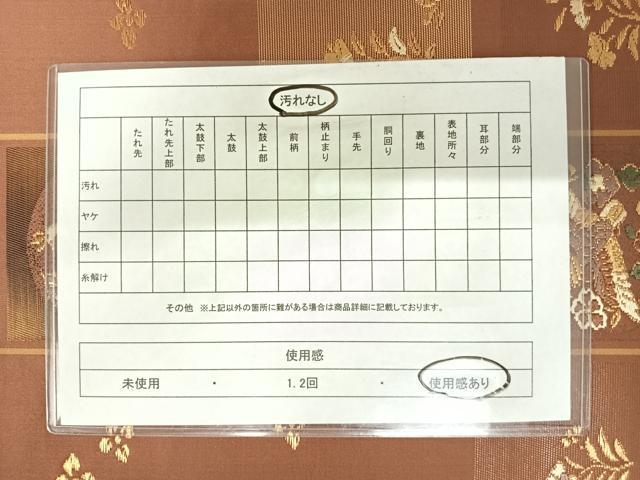 汚れなし
たれ先 たれ先上部 太鼓下部 太鼓 太鼓上部 前柄 柄止まり 手先 胴回り 裏地 表地所々 耳部分 端部分
汚れ
ヤケ
擦れ
糸解け
その他 ※上記以外の箇所に難がある場合は商品詳細に記載しております。
使用感
未使用 ・ 1.2回 ・ 使用感あり